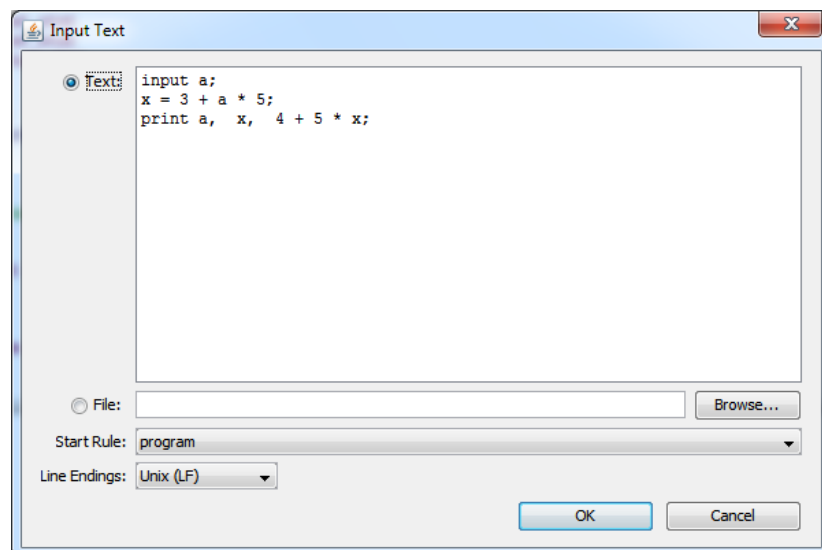 Input Text
Text:
input a;
x = 3 + a * 5;
print a,  x,  4 + 5 * x;
File:
Browse...
Start Rule: program
Line Endings: Unix (LF)
OK Cancel